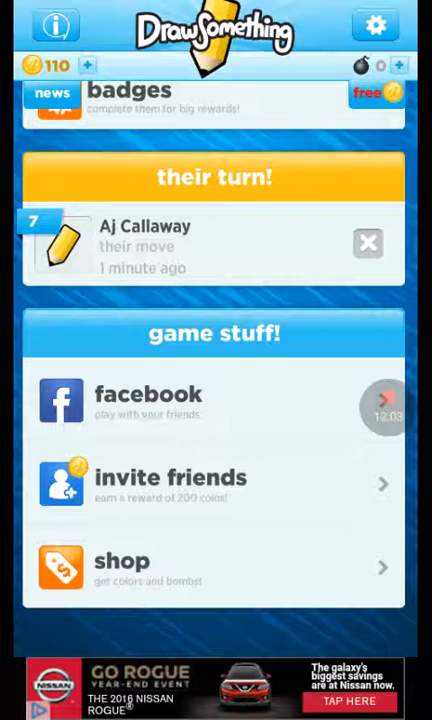 DrawSomething
110
0
badges
news
complete them for big rewards!
free
their turn!
7
Aj Callaway
their move
1 minute ago
game stuff!
facebook
play with your friends
12:03
invite friends
earn a reward of 200 coins!
shop
get colors and bombs!
GO ROGUE
YEAR-END EVENT
THE 2016 NISSAN
ROGUE®
NISSAN
The galaxy's
biggest savings
are at Nissan now.
TAP HERE